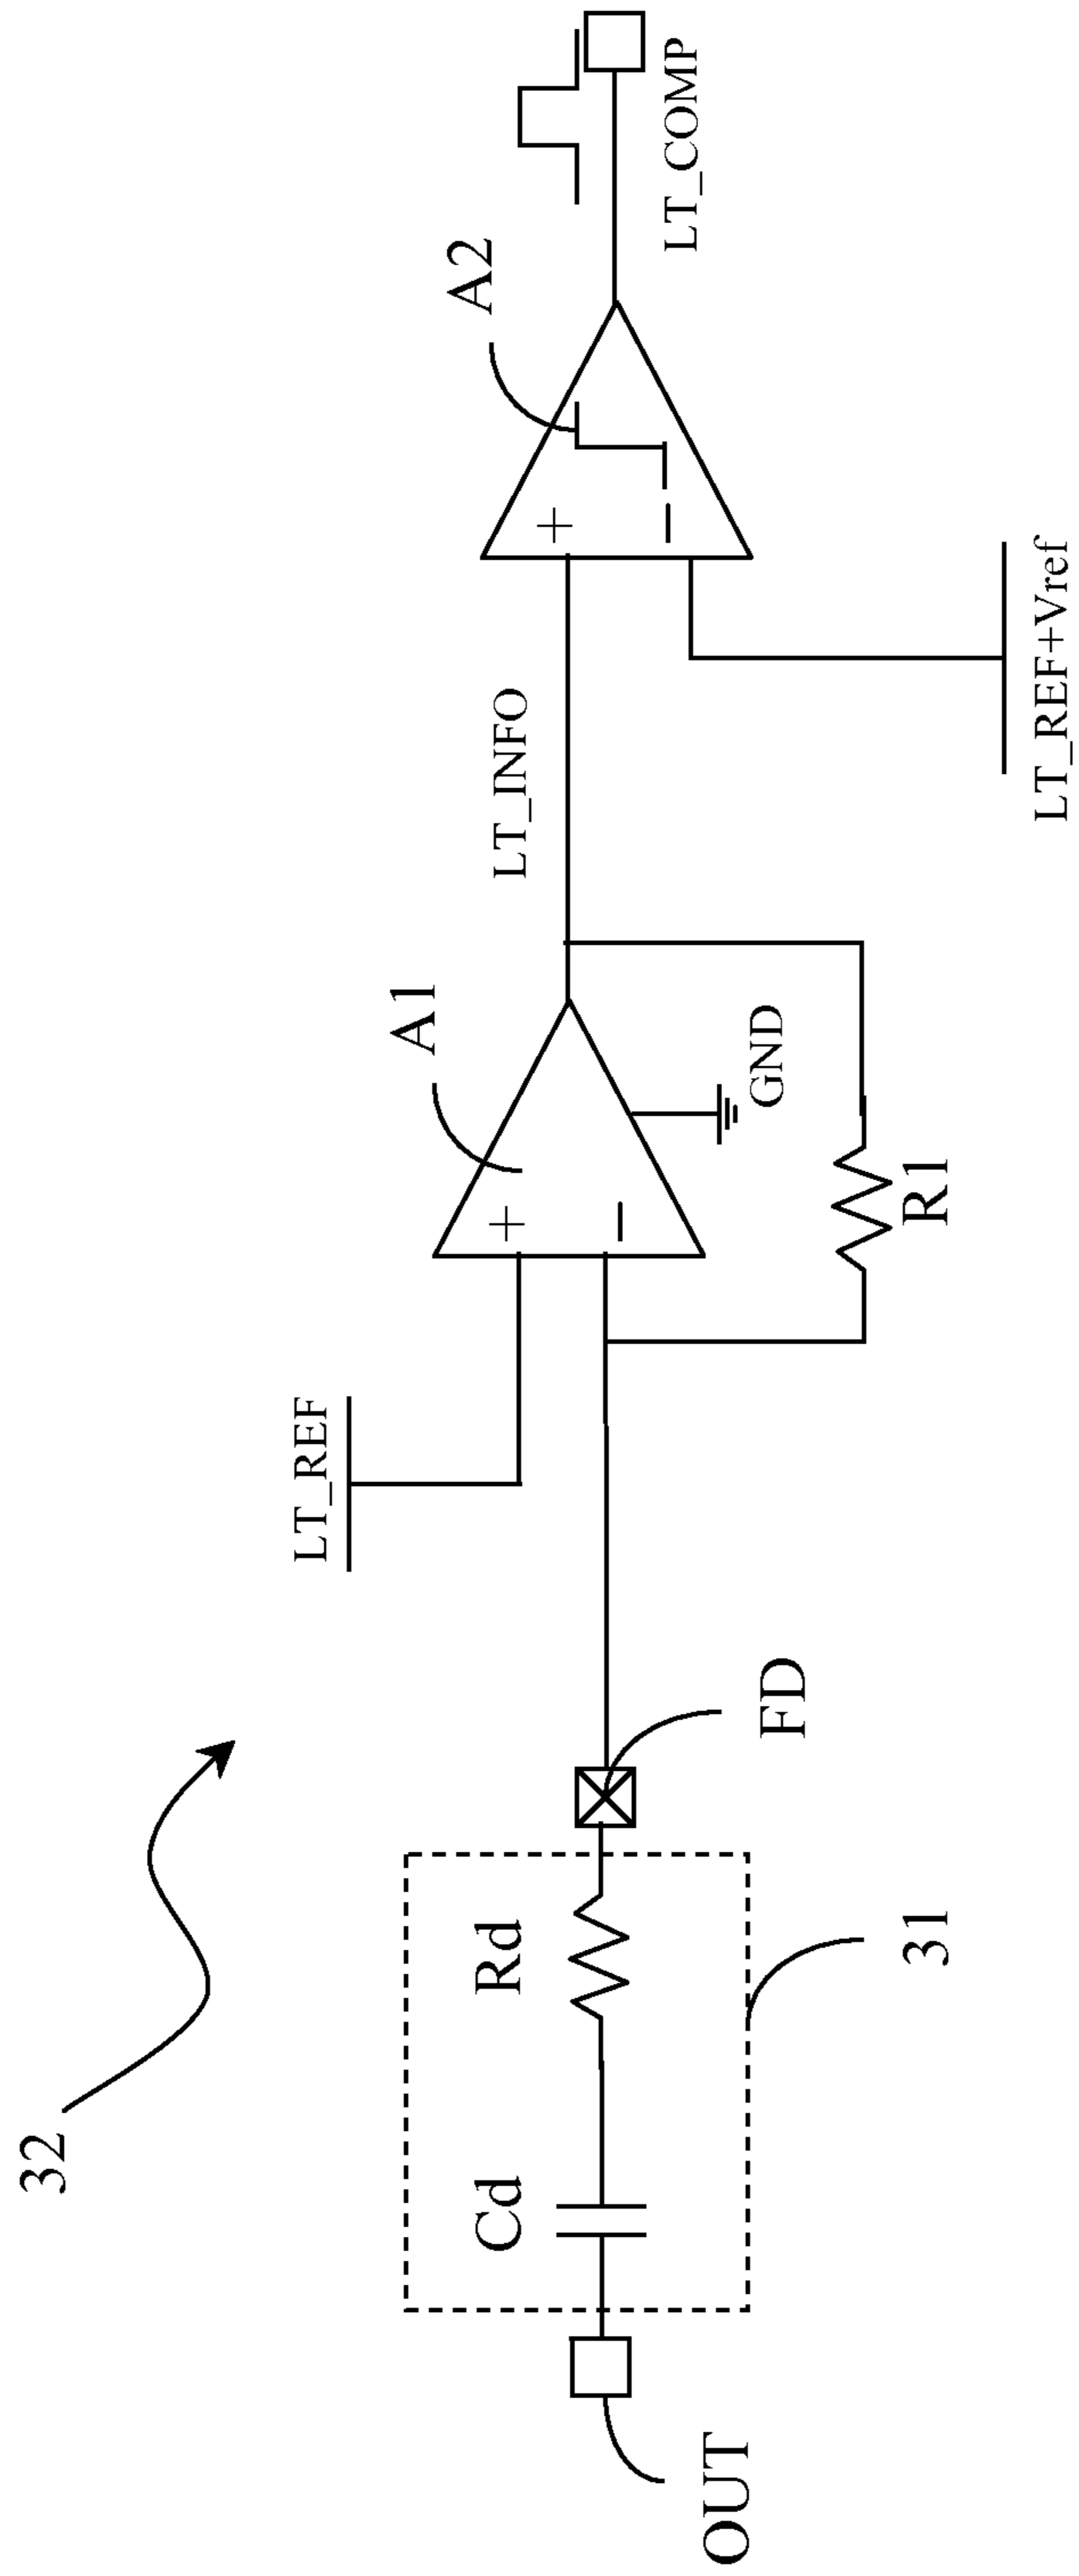 32
OUT
Cd
Rd
31
FD
LT_REF
A1
+
−
GND
R1
LT_INFO
A2
+
−
LT_REF+Vref
LT_COMP